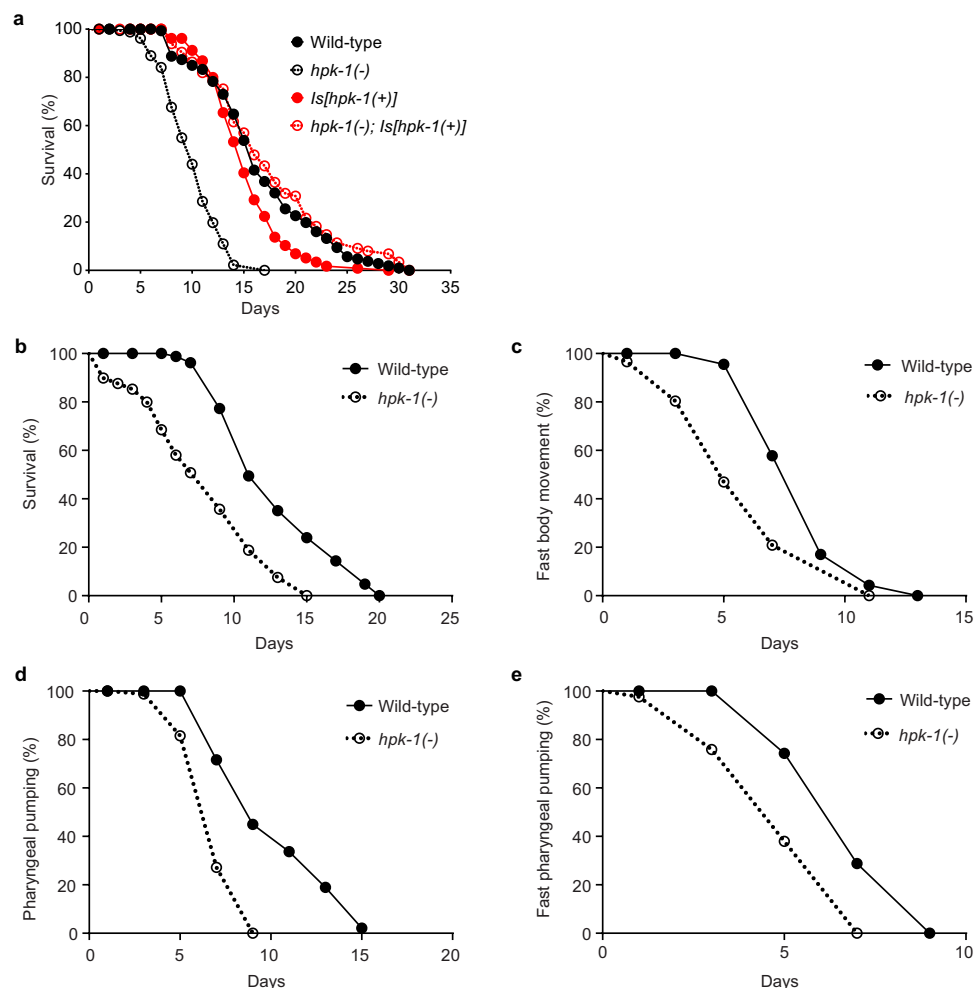 a
Survival (%)
100
80
60
40
20
0
0
5
10
15
20
25
30
35
Days
Wild-type
hpk-1(-)
Is[hpk-1(+)]
hpk-1(-); Is[hpk-1(+)]
b
Survival (%)
100
80
60
40
20
0
0
5
10
15
20
25
Days
Wild-type
hpk-1(-)
c
Fast body movement (%)
100
80
60
40
20
0
0
5
10
15
Days
Wild-type
hpk-1(-)
d
Pharyngeal pumping (%)
100
80
60
40
20
0
0
5
10
15
20
Days
Wild-type
hpk-1(-)
e
Fast pharyngeal pumping (%)
100
80
60
40
20
0
0
5
10
Days
Wild-type
hpk-1(-)